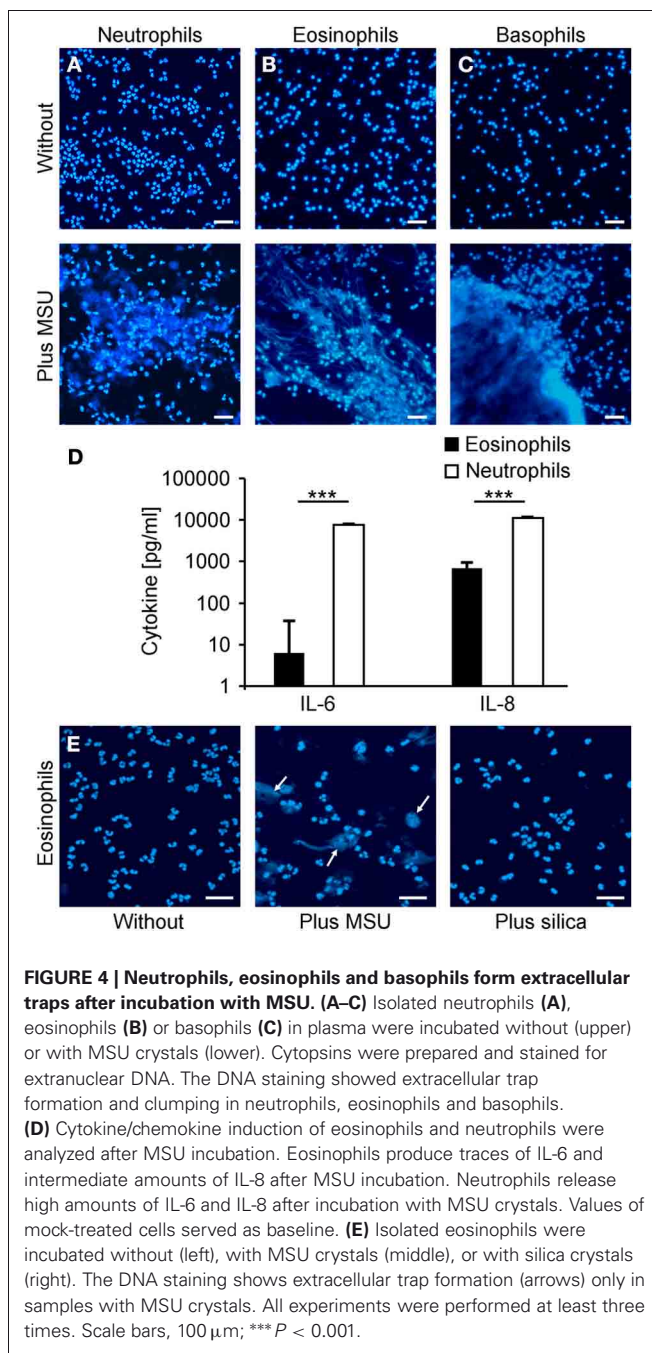 Neutrophils Eosinophils Basophils
A B C
Without
Plus MSU
D
Eosinophils
Neutrophils
Cytokine [pg/ml]
100000
10000
1000
100
10
1
*** ***
IL-6 IL-8
E
Eosinophils
Without Plus MSU Plus silica
FIGURE 4 | Neutrophils, eosinophils and basophils form extracellular
traps after incubation with MSU. (A–C) Isolated neutrophils (A),
eosinophils (B) or basophils (C) in plasma were incubated without (upper)
or with MSU crystals (lower). Cytopsins were prepared and stained for
extranuclear DNA. The DNA staining showed extracellular trap
formation and clumping in neutrophils, eosinophils and basophils.
(D) Cytokine/chemokine induction of eosinophils and neutrophils were
analyzed after MSU incubation. Eosinophils produce traces of IL-6 and
intermediate amounts of IL-8 after MSU incubation. Neutrophils release
high amounts of IL-6 and IL-8 after incubation with MSU crystals. Values of
mock-treated cells served as baseline. (E) Isolated eosinophils were
incubated without (left), with MSU crystals (middle), or with silica crystals
(right). The DNA staining shows extracellular trap formation (arrows) only in
samples with MSU crystals. All experiments were performed at least three
times. Scale bars, 100 μm; ***P < 0.001.